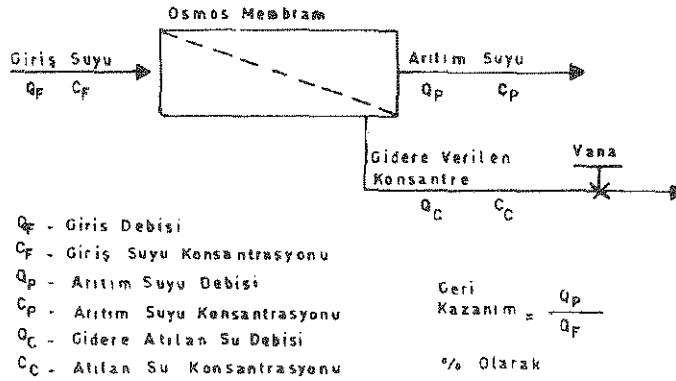 Osmos Membram
Giriş Suyu
Q_F C_F
Arıtım Suyu
Q_P C_P
Gidere Verilen
Konsantre
Vana
Q_C C_C
Q_F - Giris Debisi
C_F - Giriş Suyu Konsantrasyonu
Q_P - Arıtım Suyu Debisi
C_P - Arıtım Suyu Konsantrasyonu
Q_C - Gidere Atılan Su Debisi
C_C - Atılan Su Konsantrasyonu
Geri
Kazanım = Q_P / Q_F
% Olarak